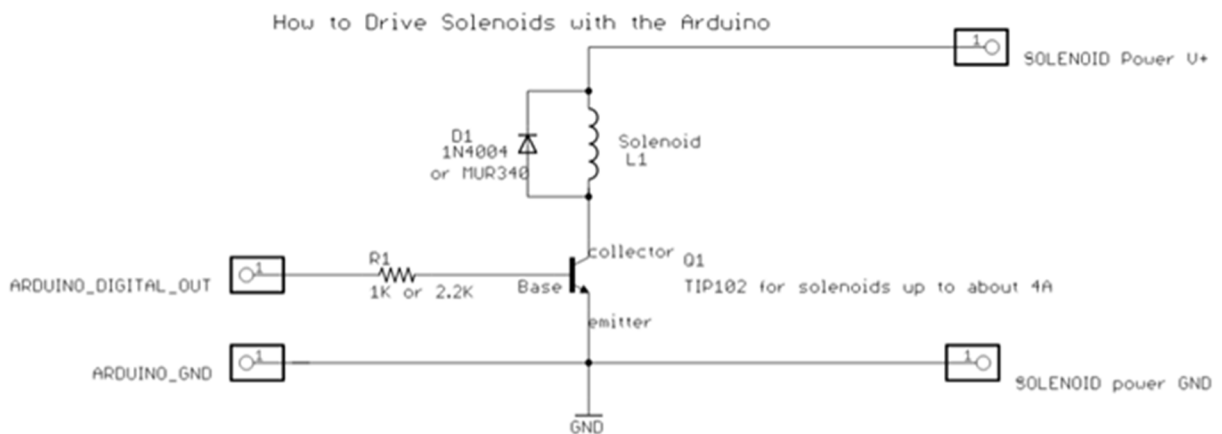 How to Drive Solenoids with the Arduino
1
SOLENOID Power V+
D1
1N4004
or MUR340
Solenoid
L1
collector
Q1
TIP102 for solenoids up to about 4A
R1
1K or 2.2K
Base
1
ARDUINO_DIGITAL_OUT
emitter
1
ARDUINO_GND
1
SOLENOID power GND
GND